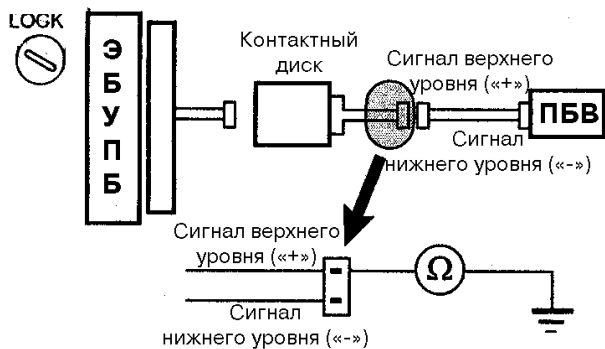 LOCK
Э
Б
У
П
Б
Контактный
диск
Сигнал верхнего
уровня («+»)
ПБВ
Сигнал
нижнего уровня («-»)
Сигнал верхнего
уровня («+»)
Ω
Сигнал
нижнего уровня («-»)